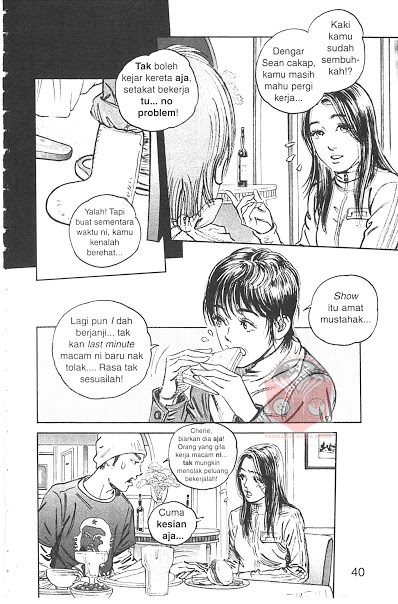 Kaki
kamu
sudah
sembuh-
kah!?
Dengar
Sean cakap,
kamu masih
mahu pergi
kerja...
Tak boleh
kejar kereta aja,
setakat bekerja
tu... no
problem!
Yalah! Tapi
buat sementara
waktu ni, kamu
kenalah
berehat...
Show
itu amat
mustahak...
Lagi pun I dah
berjanji... tak
kan last minute
macam ni baru nak
tolak.... Rasa tak
sesuailah!
Cherie,
biarkan dia aja!
Orang yang gila
kerja macam ni...
tak mungkin
menolak peluang
bekerjalah!
Cuma
kesian
aja...
40